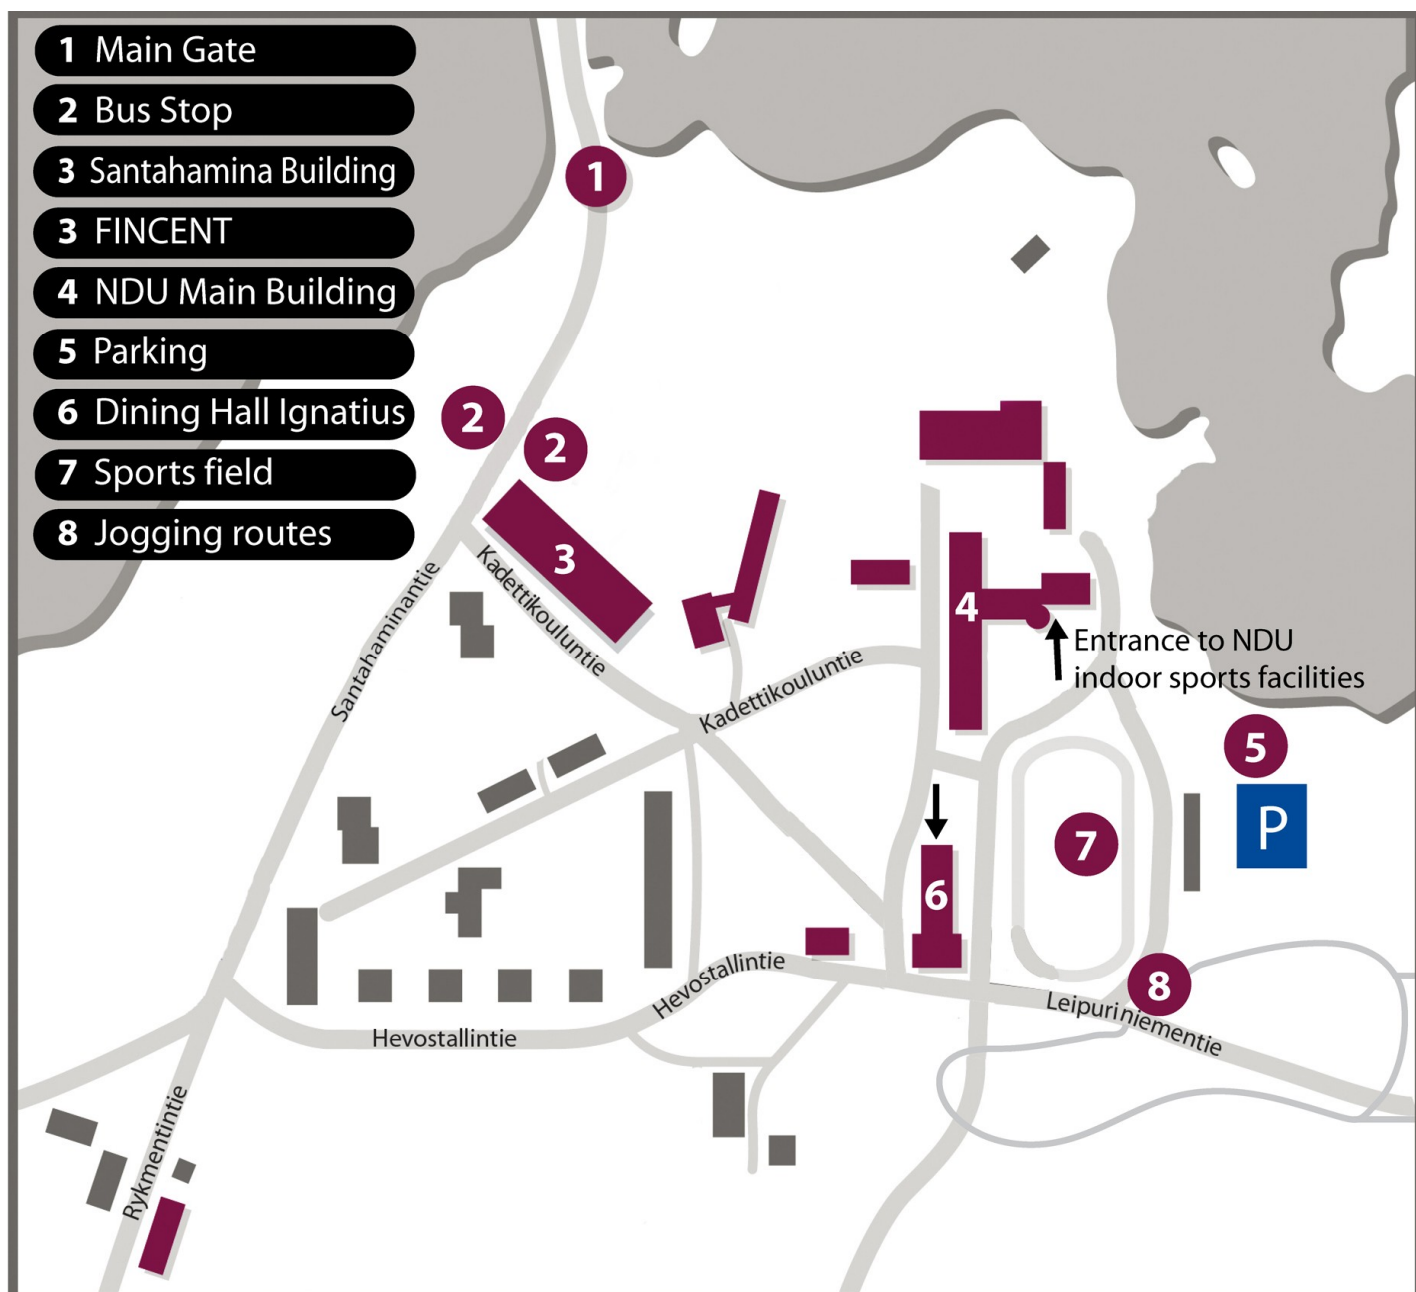 1 Main Gate
2 Bus Stop
3 Santahamina Building
3 FINCENT
4 NDU Main Building
5 Parking
6 Dining Hall Ignatius
7 Sports field
8 Jogging routes
1
2
2
3
Kadettikouluntie
Santahaminantie
4
Entrance to NDU
indoor sports facilities
Kadettikouluntie
5
P
7
6
8
Hevostallintie
Leipuriniementie
Hevostallintie
Rykmentintie